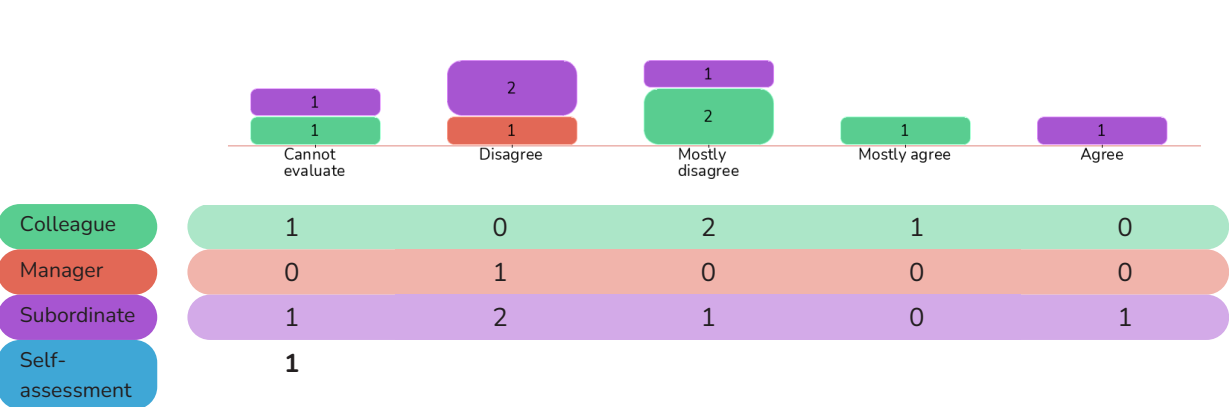 1 2 1
1 1 2 1 1
Cannot evaluate Disagree Mostly disagree Mostly agree Agree
Colleague 1 0 2 1 0
Manager 0 1 0 0 0
Subordinate 1 2 1 0 1
Self-
assessment 1